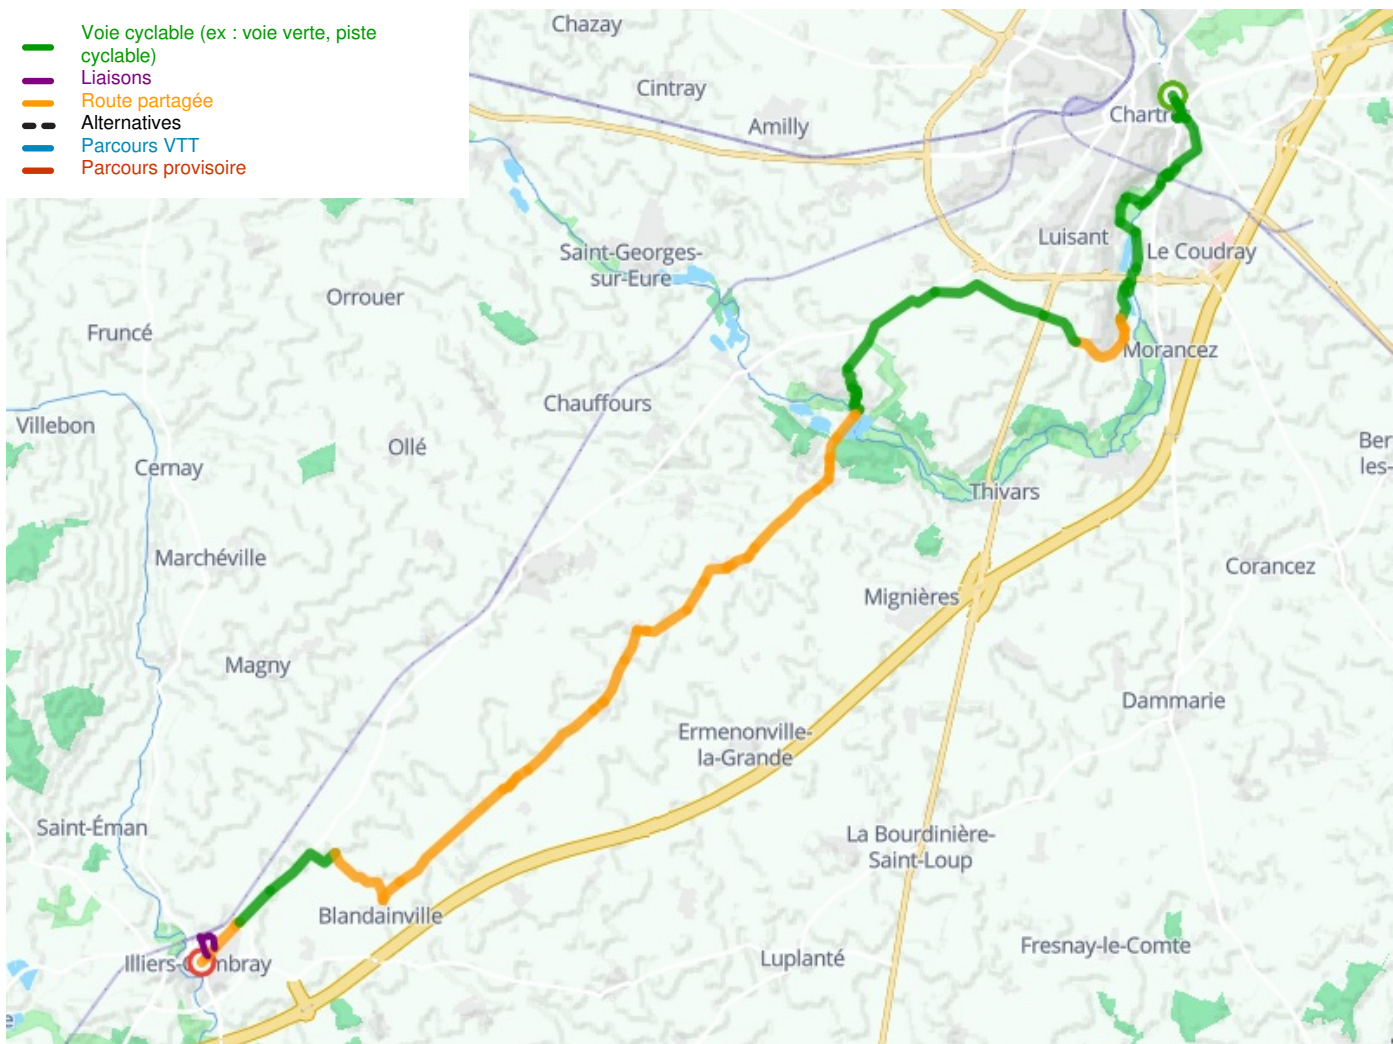 Voie cyclable (ex : voie verte, piste
cyclable)
Liaisons
Route partagée
Alternatives
Parcours VTT
Parcours provisoire
Chazay
Cintray
Amilly
Luisant
Le Coudray
Saint-Georges-
sur-Eure
Orrouer
Fruncé
Morancez
Chauffours
Villebon
Ollé
Cernay
Thivars
Marchéville
Corancez
Mignières
Magny
Dammarie
Ermenonville-
la-Grande
Saint-Éman
La Bourdinière-
Saint-Loup
Blandainville
Fresnay-le-Comte
Luplanté